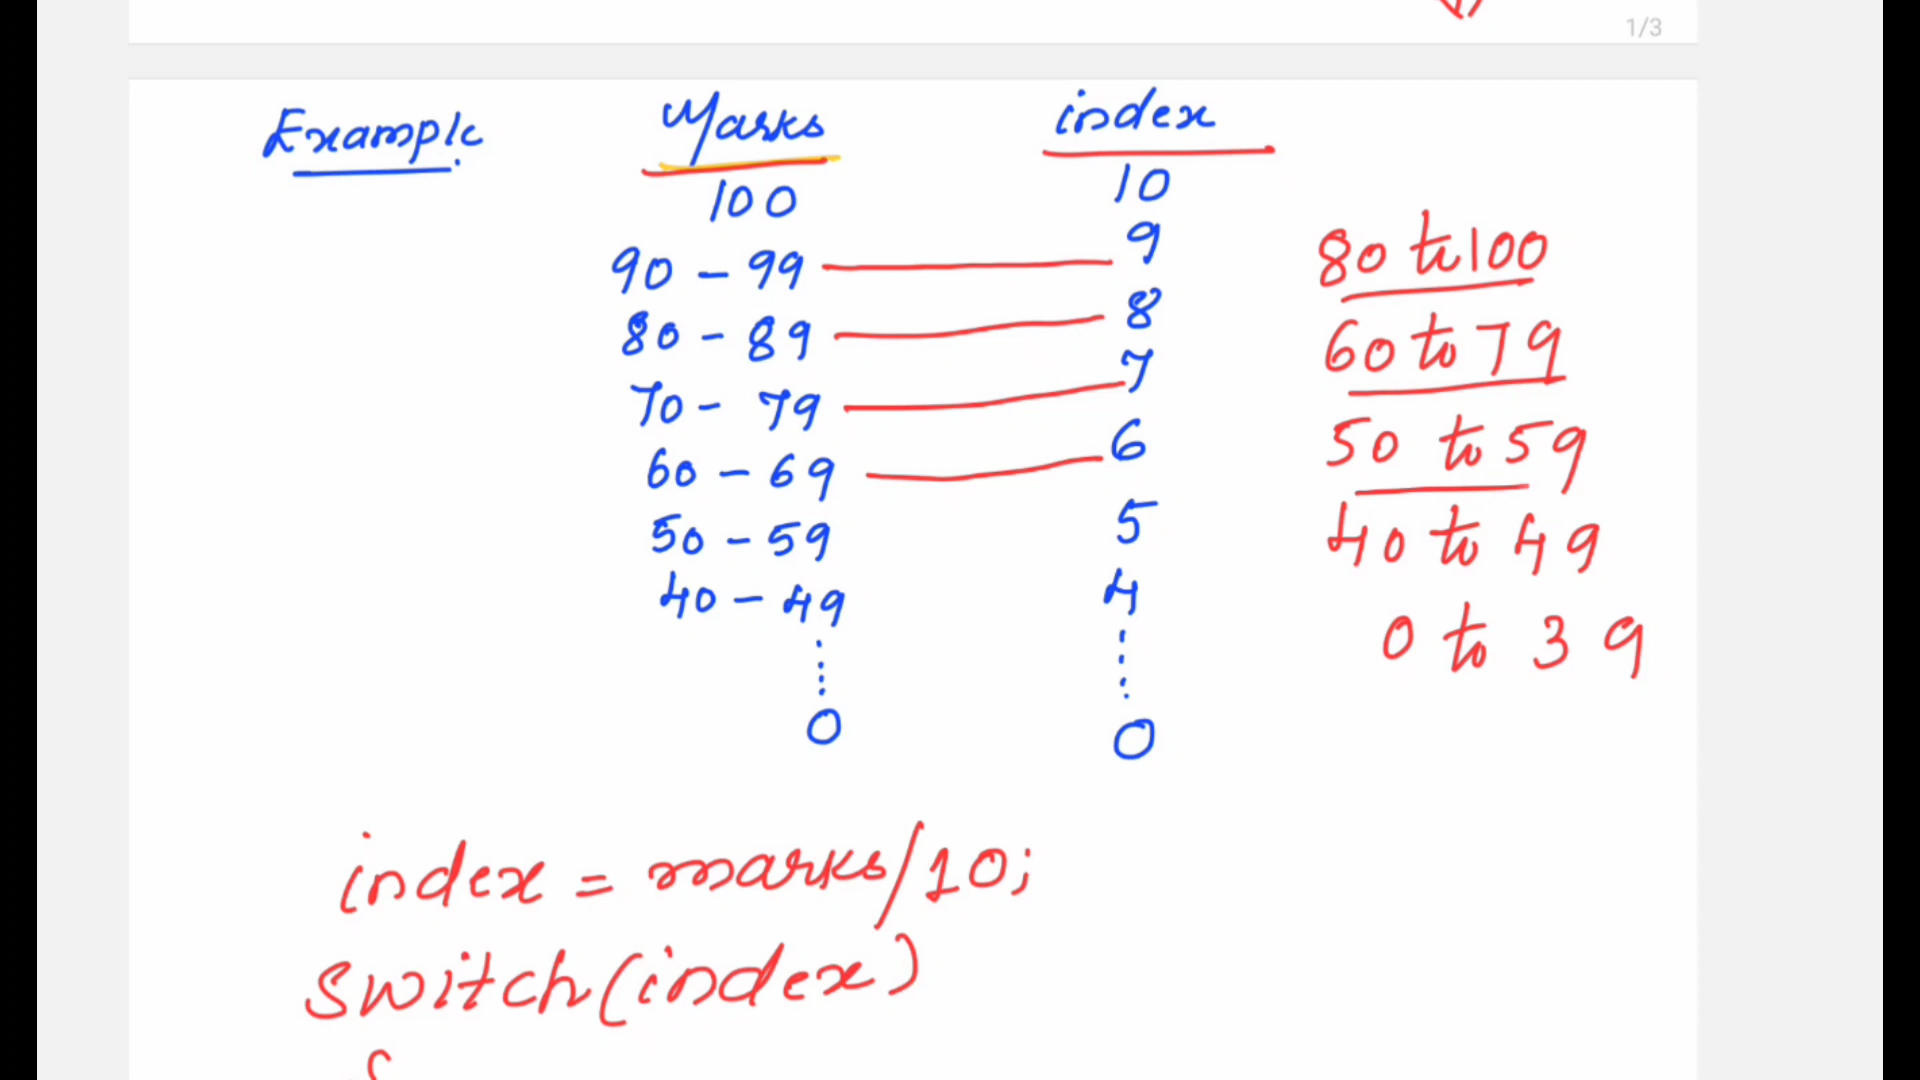 1/3
Example Marks index
100 10
90 - 99 9 80 to 100
80 - 89 8
70 - 79 7 60 to 79
60 - 69 6 50 to 59
50 - 59 5 40 to 49
40 - 49 4 0 to 39
0 0
index = marks/10;
switch(index)
{